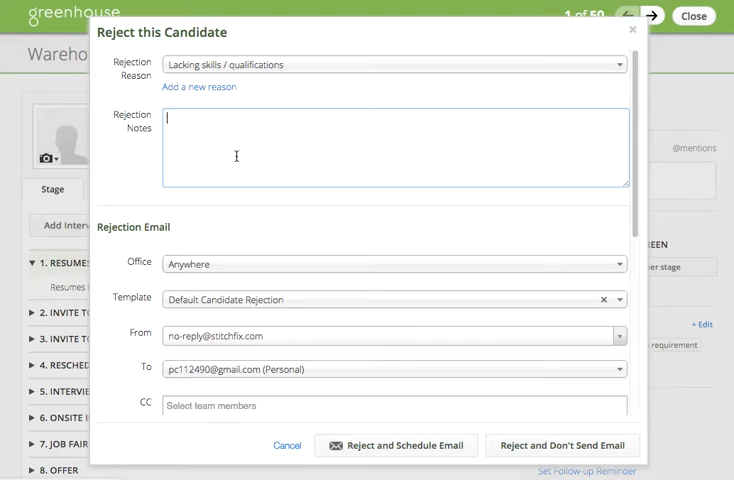 greenhouse
1 of 50
Close
Wareho
Reject this Candidate
Rejection
Reason
Lacking skills / qualifications
Add a new reason
Rejection
Notes
@mentions
Stage
Add Interv
1. RESUMES
Resumes
2. INVITE TO
3. INVITE TO
4. RESCHED
5. INTERVIE
6. ONSITE I
7. JOB FAIR
8. OFFER
Rejection Email
Office
Anywhere
Template
Default Candidate Rejection
From
no-reply@stitchfix.com
To
pc112490@gmail.com (Personal)
CC
Select team members
Cancel
Reject and Schedule Email
Reject and Don't Send Email
REEN
per stage
+ Edit
requirement
Set Follow-up Reminder